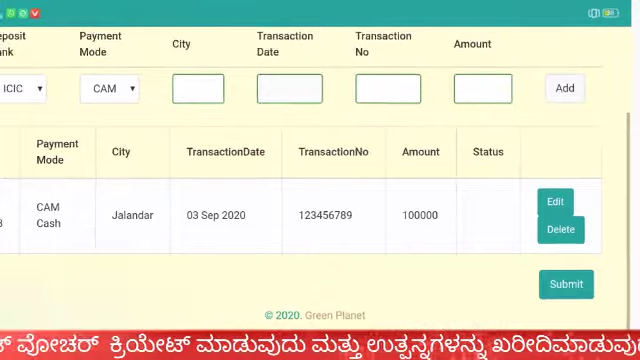 Payment
Mode
City
Transaction
Date
Transaction
No
Amount
ICIC
CAM
Add
Payment
Mode
City
TransactionDate
TransactionNo
Amount
Status
CAM
Cash
Jalandar
03 Sep 2020
123456789
100000
Edit
Delete
Submit
© 2020. Green Planet
ವೋಚರ್ ಕ್ರಿಯೇಟ್ ಮಾಡುವುದು ಮತ್ತು ಉತ್ಪನ್ನಗಳನ್ನು ಖರೀದಿಮಾಡುವು